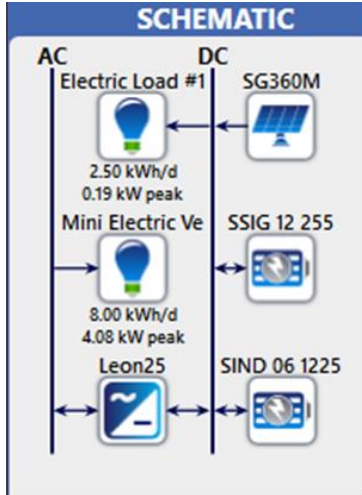 SCHEMATIC
AC DC
Electric Load #1 SG360M
2.50 kWh/d
0.19 kW peak
Mini Electric Ve SSIG 12 255
8.00 kWh/d
4.08 kW peak
Leon25 SIND 06 1225